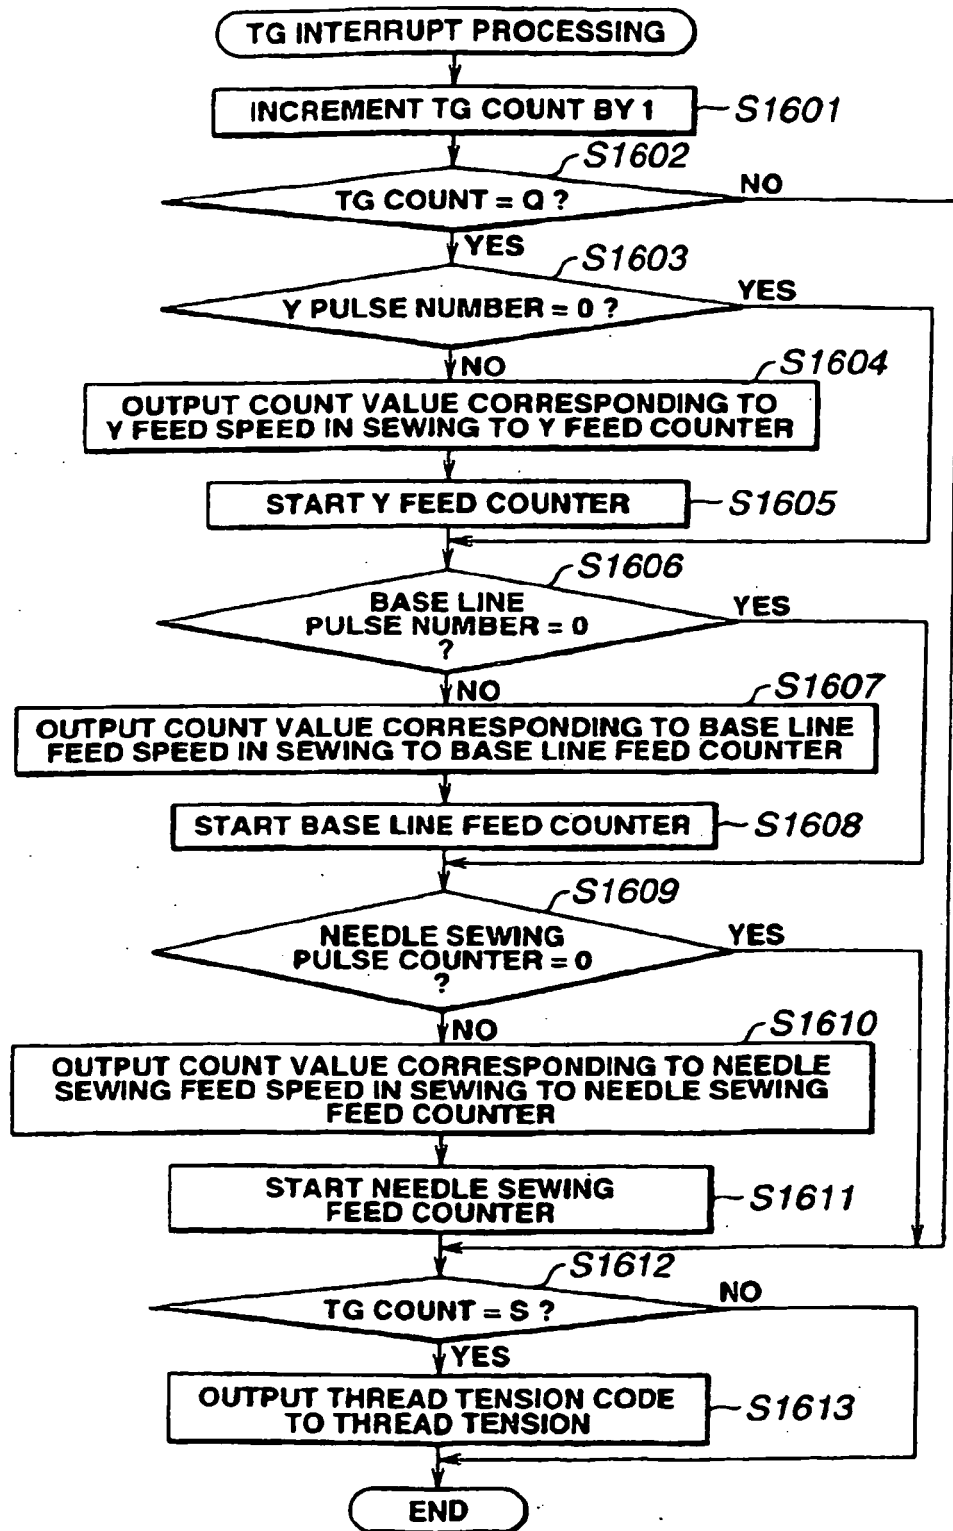 TG INTERRUPT PROCESSING
INCREMENT TG COUNT BY 1
S1601
S1602
TG COUNT = Q ?
NO
YES
S1603
Y PULSE NUMBER = 0 ?
YES
NO
S1604
OUTPUT COUNT VALUE CORRESPONDING TO
Y FEED SPEED IN SEWING TO Y FEED COUNTER
START Y FEED COUNTER
S1605
S1606
BASE LINE
PULSE NUMBER = 0
?
YES
NO
S1607
OUTPUT COUNT VALUE CORRESPONDING TO BASE LINE
FEED SPEED IN SEWING TO BASE LINE FEED COUNTER
START BASE LINE FEED COUNTER
S1608
S1609
NEEDLE SEWING
PULSE COUNTER = 0
?
YES
NO
S1610
OUTPUT COUNT VALUE CORRESPONDING TO NEEDLE
SEWING FEED SPEED IN SEWING TO NEEDLE SEWING
FEED COUNTER
START NEEDLE SEWING
FEED COUNTER
S1611
S1612
TG COUNT = S ?
NO
YES
OUTPUT THREAD TENSION CODE
TO THREAD TENSION
S1613
END